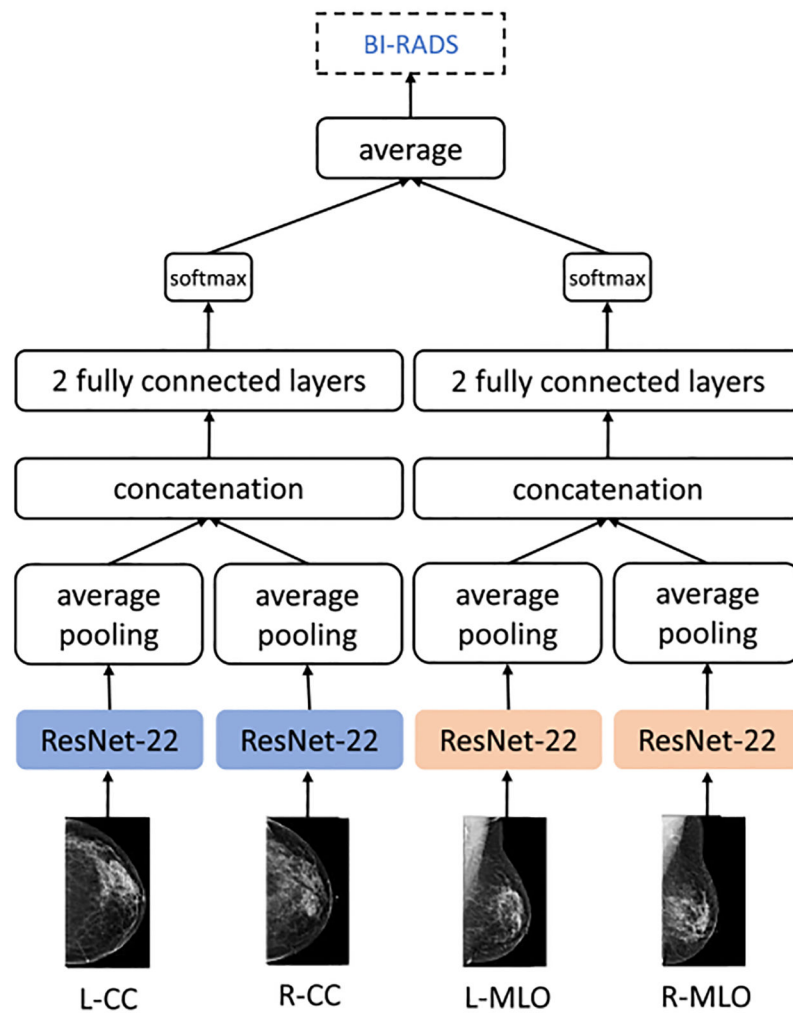 BI-RADS
average
softmax
softmax
2 fully connected layers
2 fully connected layers
concatenation
concatenation
average
pooling
average
pooling
average
pooling
average
pooling
ResNet-22
ResNet-22
ResNet-22
ResNet-22
L-CC
R-CC
L-MLO
R-MLO